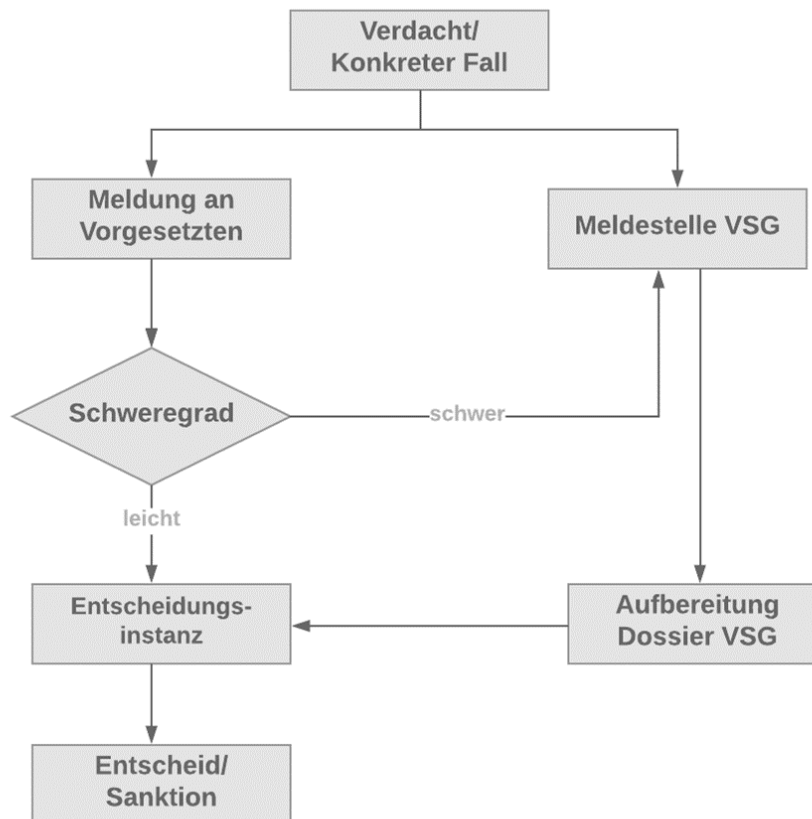 Verdacht/
Konkreter Fall
Meldung an
Vorgesetzten
Meldestelle VSG
Schweregrad
schwer
leicht
Entscheidungs-
instanz
Aufbereitung
Dossier VSG
Entscheid/
Sanktion